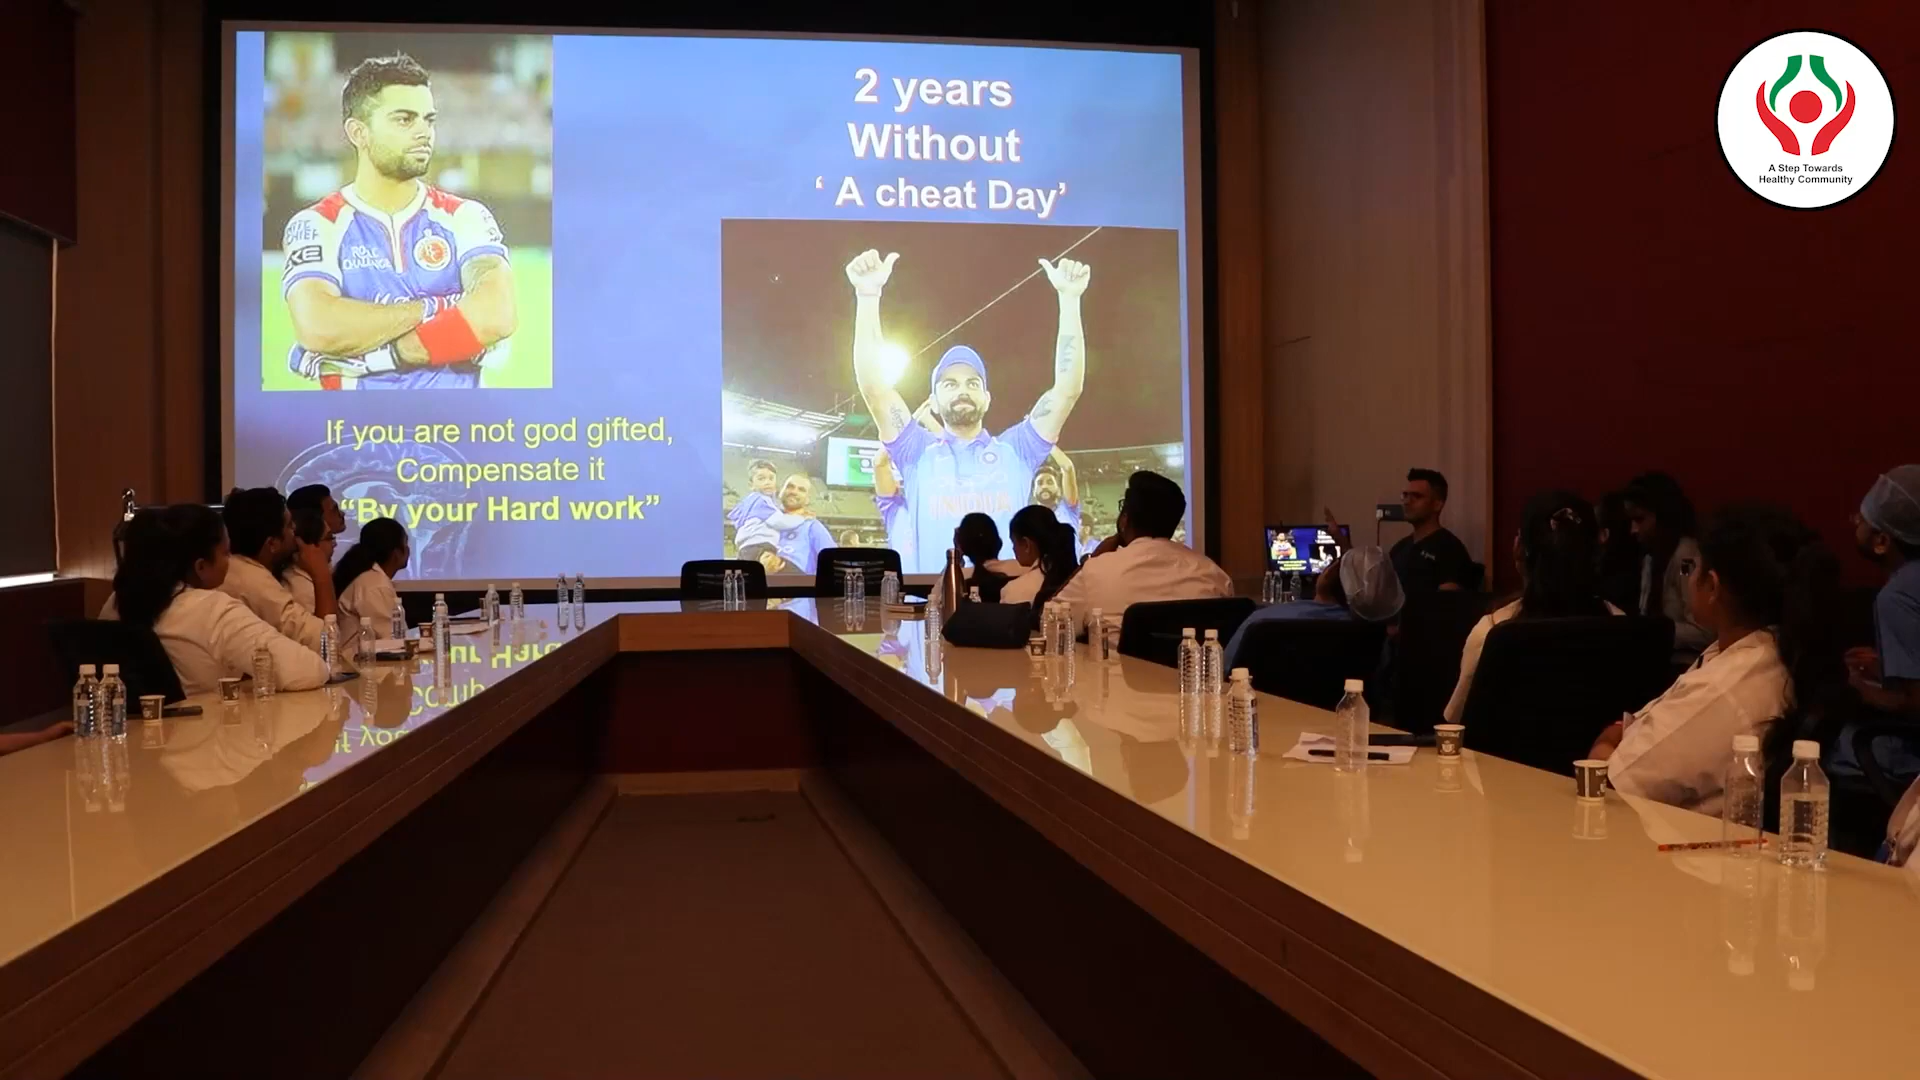 2 years
Without
‘ A cheat Day’
If you are not god gifted,
Compensate it
“By your Hard work”
A Step Towards
Healthy Community
INDIA